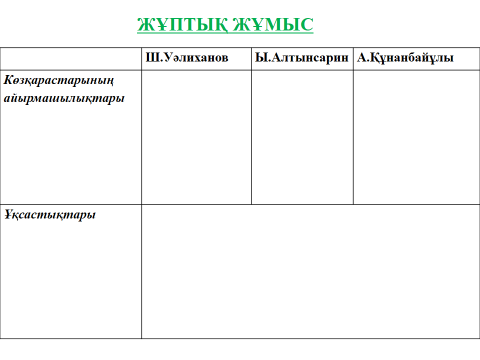 ЖҰПТЫҚ ЖҰМЫС
Ш.Уәлиханов Ы.Алтынсарин А.Құнанбайұлы
Көзқарастарының
айырмашылықтары
Ұқсастықтары